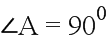 ∠A = 90⁰